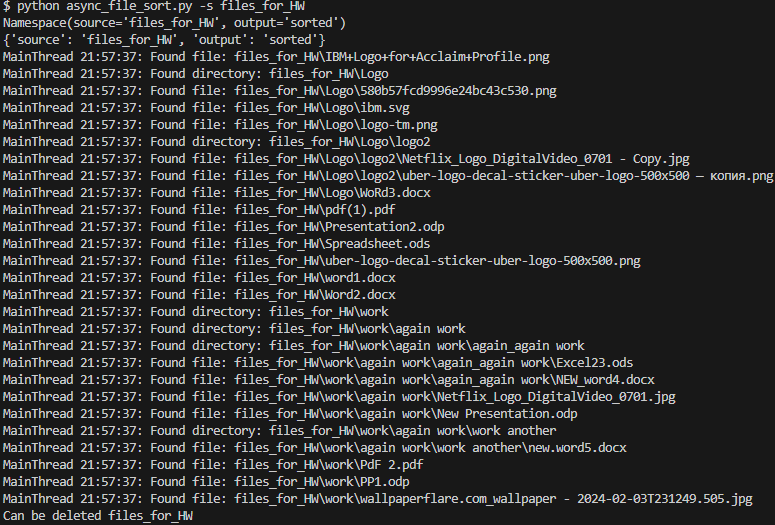 $ python async_file_sort.py -s files_for_HW
Namespace(source='files_for_HW', output='sorted')
{'source': 'files_for_HW', 'output': 'sorted'}
MainThread 21:57:37: Found file: files_for_HW\IBM+Logo+for+Acclaim+Profile.png
MainThread 21:57:37: Found directory: files_for_HW\Logo
MainThread 21:57:37: Found file: files_for_HW\Logo\580b57fcd9996e24bc43c530.png
MainThread 21:57:37: Found file: files_for_HW\Logo\ibm.svg
MainThread 21:57:37: Found file: files_for_HW\Logo\logo-tm.png
MainThread 21:57:37: Found directory: files_for_HW\Logo\logo2
MainThread 21:57:37: Found file: files_for_HW\Logo\logo2\Netflix_Logo_DigitalVideo_0701 - Copy.jpg
MainThread 21:57:37: Found file: files_for_HW\Logo\logo2\uber-logo-decal-sticker-uber-logo-500x500 — копия.png
MainThread 21:57:37: Found file: files_for_HW\Logo\WoRd3.docx
MainThread 21:57:37: Found file: files_for_HW\pdf(1).pdf
MainThread 21:57:37: Found file: files_for_HW\Presentation2.odp
MainThread 21:57:37: Found file: files_for_HW\Spreadsheet.ods
MainThread 21:57:37: Found file: files_for_HW\uber-logo-decal-sticker-uber-logo-500x500.png
MainThread 21:57:37: Found file: files_for_HW\word1.docx
MainThread 21:57:37: Found file: files_for_HW\Word2.docx
MainThread 21:57:37: Found directory: files_for_HW\work
MainThread 21:57:37: Found directory: files_for_HW\work\again work
MainThread 21:57:37: Found directory: files_for_HW\work\again work\again_again work
MainThread 21:57:37: Found file: files_for_HW\work\again work\again_again work\Excel23.ods
MainThread 21:57:37: Found file: files_for_HW\work\again work\again_again work\NEW_word4.docx
MainThread 21:57:37: Found file: files_for_HW\work\again work\Netflix_Logo_DigitalVideo_0701.jpg
MainThread 21:57:37: Found file: files_for_HW\work\again work\New Presentation.odp
MainThread 21:57:37: Found directory: files_for_HW\work\again work\work another
MainThread 21:57:37: Found file: files_for_HW\work\again work\work another\new.word5.docx
MainThread 21:57:37: Found file: files_for_HW\work\PdF 2.pdf
MainThread 21:57:37: Found file: files_for_HW\work\PP1.odp
MainThread 21:57:37: Found file: files_for_HW\work\wallpaperflare.com_wallpaper - 2024-02-03T231249.505.jpg
Can be deleted files_for_HW